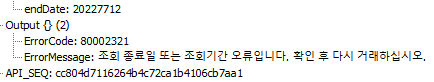 endDate: 20227712
Output {} (2)
ErrorCode: 80002321
ErrorMessage: 조회 종료일 또는 조회기간 오류입니다. 확인 후 다시 거래하십시오.
API_SEQ: cc804d7116264b4c72ca1b4106cb7aa1